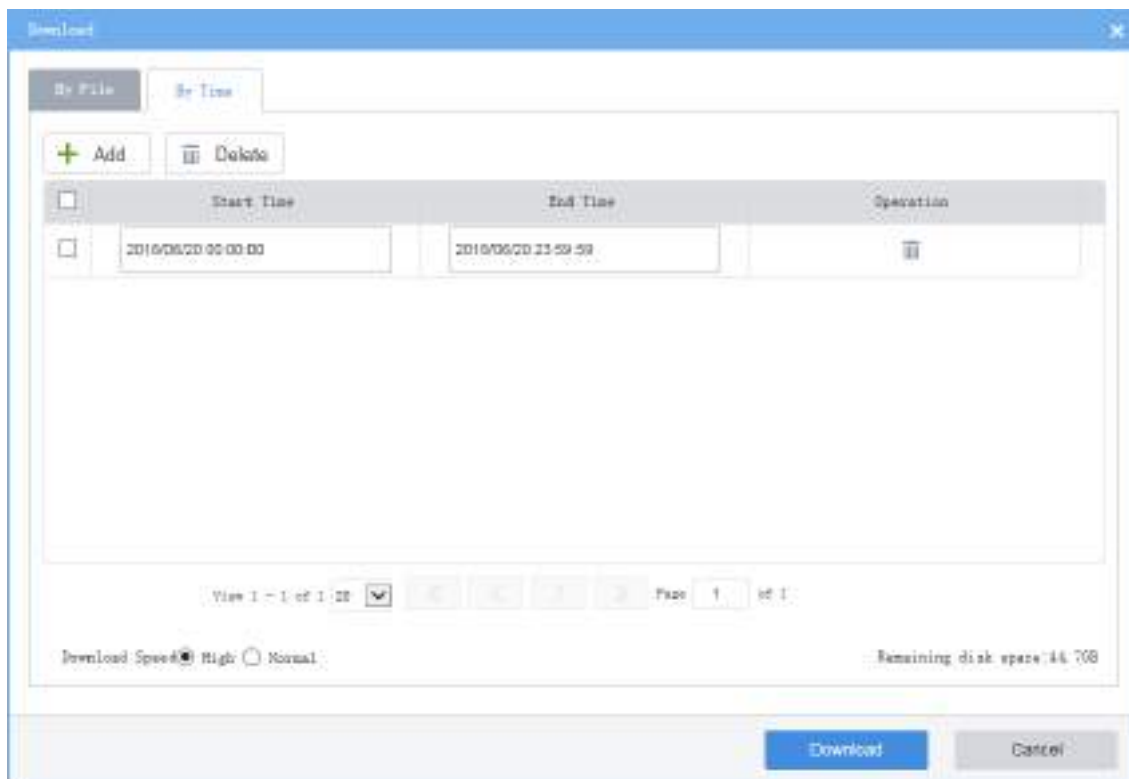 Download
By File By Time
Add Delete
Start Time End Time Operation
2016/06/20 00:00:00 2016/06/20 23:59:59
View 1 - 1 of 1 20 Page 1 of 1
Download Speed High Normal Remaining disk space:44.7GB
Download Cancel